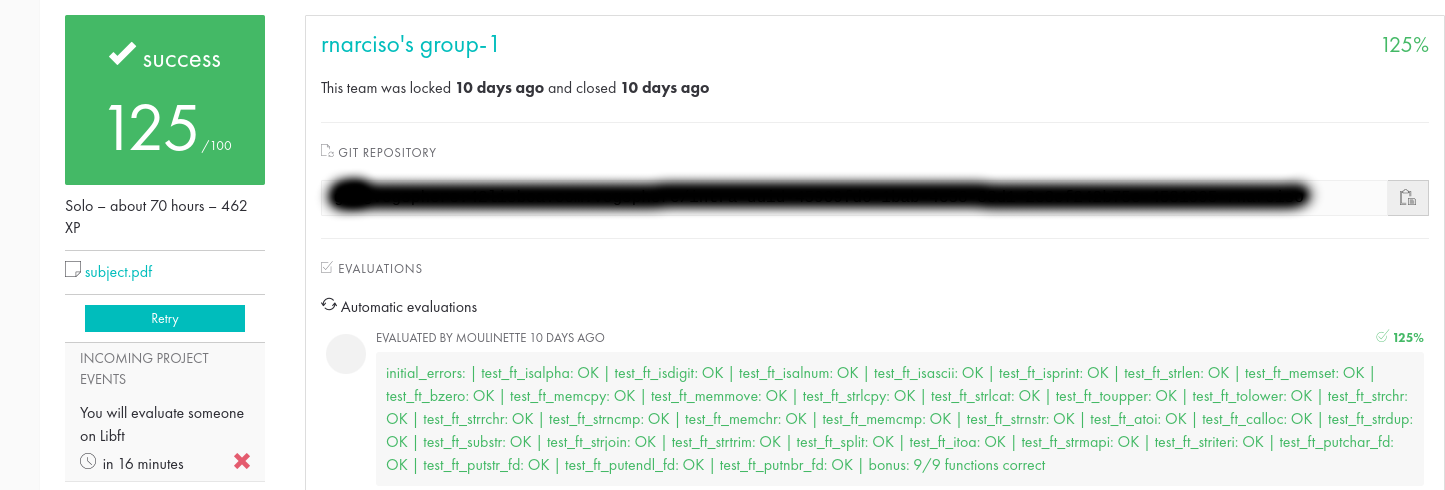 success
125 /100
Solo – about 70 hours – 462
XP
subject.pdf
Retry
INCOMING PROJECT
EVENTS
You will evaluate someone
on Libft
in 16 minutes
rnarciso's group-1
125%
This team was locked 10 days ago and closed 10 days ago
GIT REPOSITORY
EVALUATIONS
Automatic evaluations
EVALUATED BY MOULINETTE 10 DAYS AGO
125%
initial_errors: | test_ft_isalpha: OK | test_ft_isdigit: OK | test_ft_isalnum: OK | test_ft_isascii: OK | test_ft_isprint: OK | test_ft_strlen: OK | test_ft_memset: OK |
test_ft_bzero: OK | test_ft_memcpy: OK | test_ft_memmove: OK | test_ft_strlcpy: OK | test_ft_strlcat: OK | test_ft_toupper: OK | test_ft_tolower: OK | test_ft_strchr:
OK | test_ft_strrchr: OK | test_ft_strncmp: OK | test_ft_memchr: OK | test_ft_memcmp: OK | test_ft_strnstr: OK | test_ft_atoi: OK | test_ft_calloc: OK | test_ft_strdup:
OK | test_ft_substr: OK | test_ft_strjoin: OK | test_ft_strtrim: OK | test_ft_split: OK | test_ft_itoa: OK | test_ft_strmapi: OK | test_ft_striteri: OK | test_ft_putchar_fd:
OK | test_ft_putstr_fd: OK | test_ft_putendl_fd: OK | test_ft_putnbr_fd: OK | bonus: 9/9 functions correct